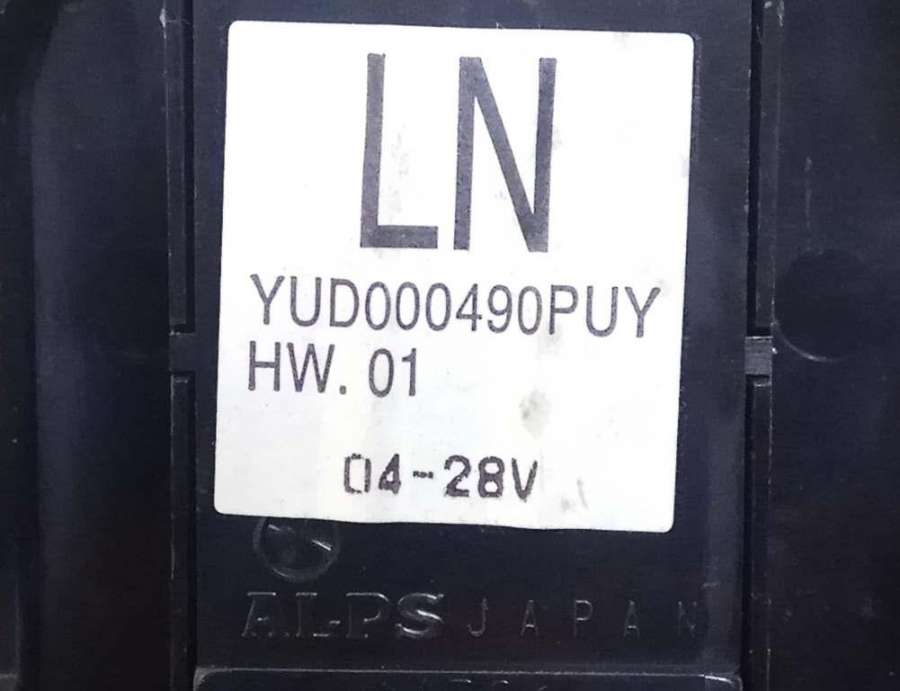 LN
YUD000490PUY
HW. 01
04-28V
ALPS JAPAN